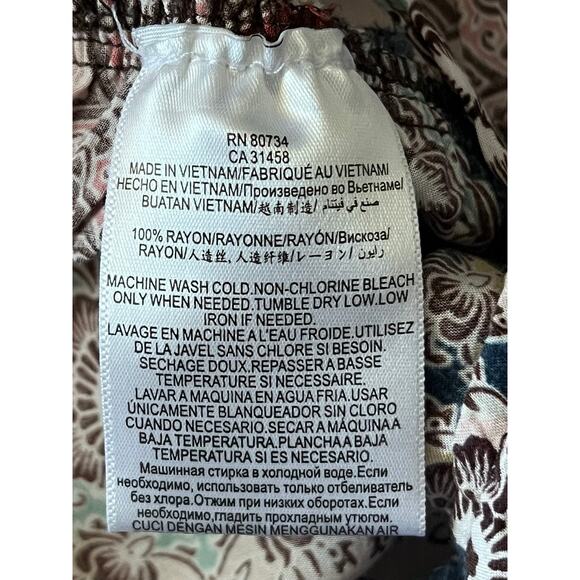 RN 80734
CA 31458
MADE IN VIETNAM/FABRIQUÉ AU VIETNAM/
HECHO EN VIETNAM/Произведено во Вьетнаме/
BUATAN VIETNAM/越南制造/صنع في فيتنام
100% RAYON/RAYONNE/RAYÓN/Вискоза/
RAYON/人造丝, 人造纤维/レーヨン/رايون
MACHINE WASH COLD.NON-CHLORINE BLEACH
ONLY WHEN NEEDED.TUMBLE DRY LOW.LOW
IRON IF NEEDED.
LAVAGE EN MACHINE A L'EAU FROIDE.UTILISEZ
DE LA JAVEL SANS CHLORE SI BESOIN.
SECHAGE DOUX.REPASSER A BASSE
TEMPERATURE SI NECESSAIRE.
LAVAR A MAQUINA EN AGUA FRIA.USAR
ÚNICAMENTE BLANQUEADOR SIN CLORO
CUANDO NECESARIO.SECAR A MÁQUINA A
BAJA TEMPERATURA.PLANCHA A BAJA
TEMPERATURA SI ES NECESARIO.
Машинная стирка в холодной воде.Если
необходимо, использовать только отбеливатель
без хлора.Отжим при низких оборотах.Если
необходимо,гладить прохладным утюгом.
CUCI DENGAN MESIN MENGGUNAKAN AIR